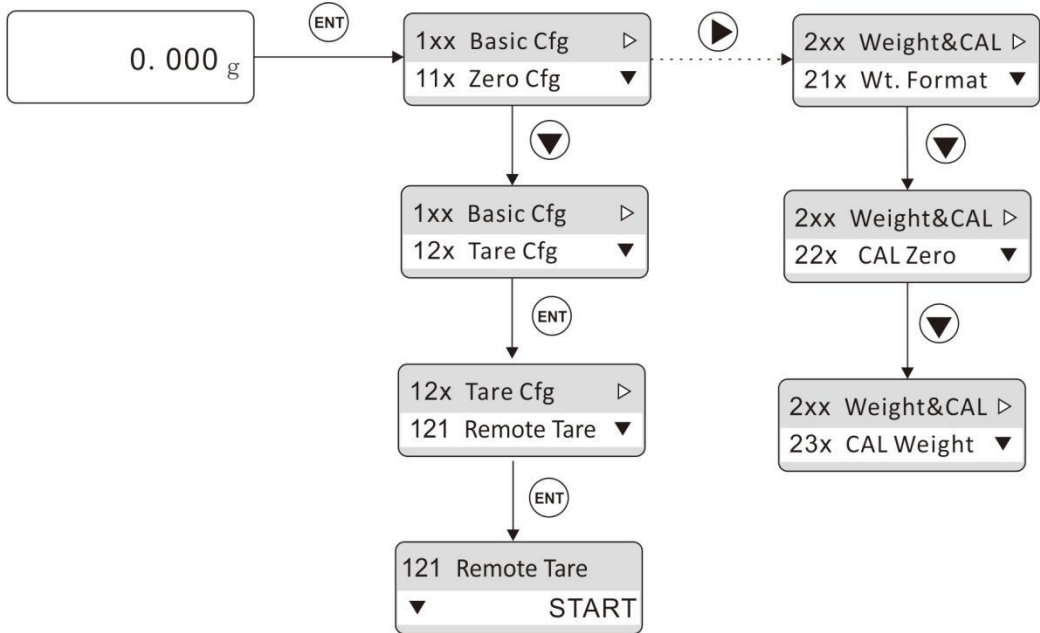 0. 000 g
ENT
1xx Basic Cfg
11x Zero Cfg
2xx Weight&CAL
21x Wt. Format
1xx Basic Cfg
12x Tare Cfg
2xx Weight&CAL
22x CAL Zero
ENT
12x Tare Cfg
121 Remote Tare
2xx Weight&CAL
23x CAL Weight
ENT
121 Remote Tare
START